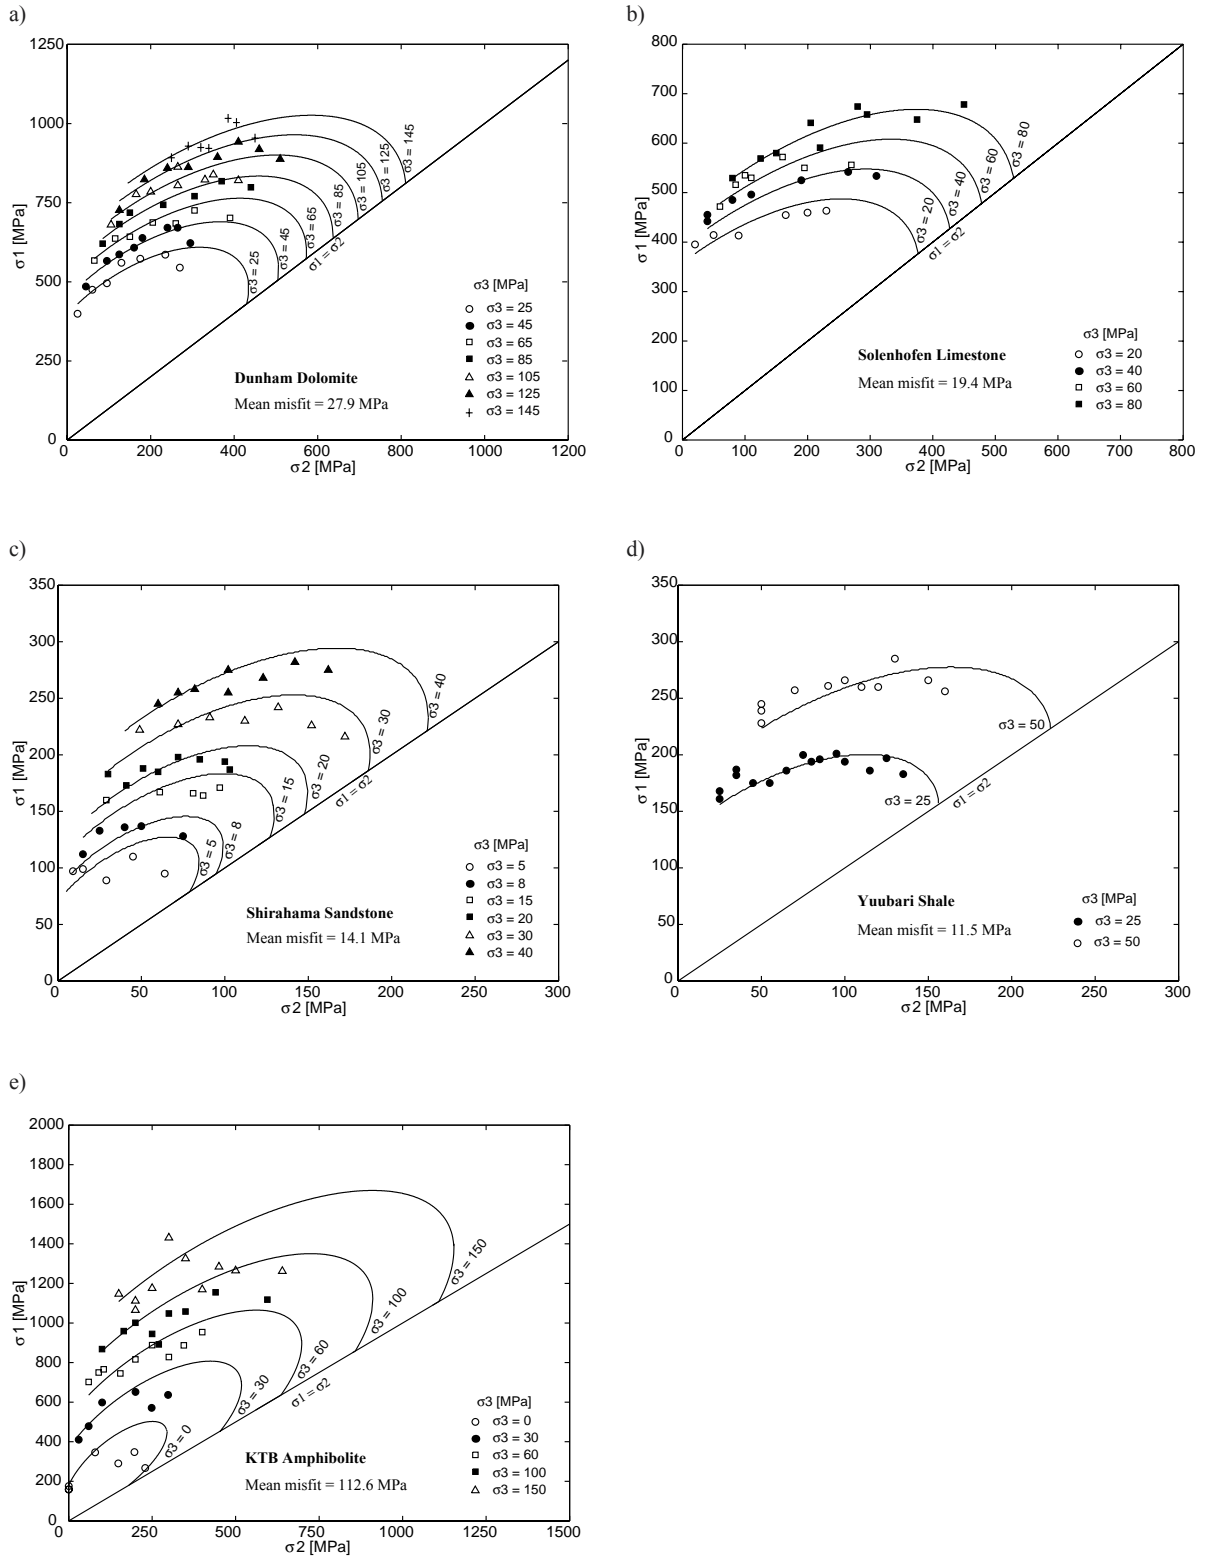 a)
1250
1000
750
500
250
0
σ1 [MPa]
0
200
400
600
800
1000
1200
σ2 [MPa]
σ3 = 25
σ3 = 45
σ3 = 65
σ3 = 85
σ3 = 105
σ3 = 125
σ3 = 145
σ1 = σ2
σ3 [MPa]
σ3 = 25
σ3 = 45
σ3 = 65
σ3 = 85
σ3 = 105
σ3 = 125
σ3 = 145
Dunham Dolomite
Mean misfit = 27.9 MPa
b)
800
700
600
500
400
300
200
100
0
σ1 [MPa]
0
100
200
300
400
500
600
700
800
σ2 [MPa]
σ3 = 20
σ3 = 40
σ3 = 60
σ3 = 80
σ1 = σ2
σ3 [MPa]
σ3 = 20
σ3 = 40
σ3 = 60
σ3 = 80
Solenhofen Limestone
Mean misfit = 19.4 MPa
c)
350
300
250
200
150
100
50
0
σ1 [MPa]
0
50
100
150
200
250
300
σ2 [MPa]
σ3 = 5
σ3 = 8
σ3 = 15
σ3 = 20
σ3 = 30
σ3 = 40
σ1 = σ2
σ3 [MPa]
σ3 = 5
σ3 = 8
σ3 = 15
σ3 = 20
σ3 = 30
σ3 = 40
Shirahama Sandstone
Mean misfit = 14.1 MPa
d)
350
300
250
200
150
100
50
0
σ1 [MPa]
0
50
100
150
200
250
300
σ2 [MPa]
σ3 = 50
σ3 = 25
σ1 = σ2
σ3 [MPa]
σ3 = 25
σ3 = 50
Yuubari Shale
Mean misfit = 11.5 MPa
e)
2000
1800
1600
1400
1200
1000
800
600
400
200
0
σ1 [MPa]
0
250
500
750
1000
1250
1500
σ2 [MPa]
σ3 = 0
σ3 = 30
σ3 = 60
σ3 = 100
σ3 = 150
σ1 = σ2
σ3 [MPa]
σ3 = 0
σ3 = 30
σ3 = 60
σ3 = 100
σ3 = 150
KTB Amphibolite
Mean misfit = 112.6 MPa